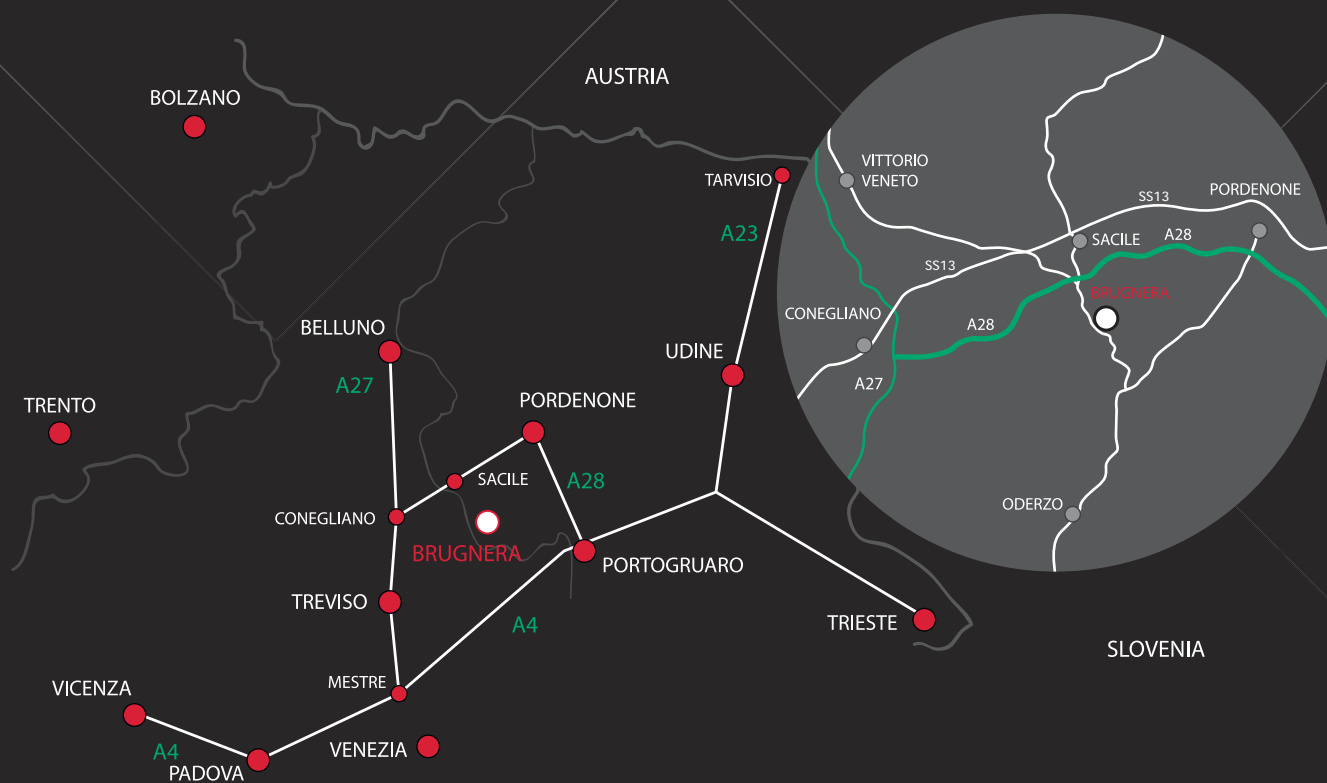 AUSTRIA
BOLZANO
TARVISIO
A23
BELLUNO
A27
UDINE
TRENTO
PORDENONE
SACILE
A28
CONEGLIANO
BRUGNERA
PORTOGRUARO
TREVISO
A4
TRIESTE
SLOVENIA
MESTRE
VICENZA
A4
VENEZIA
PADOVA
VITTORIO
VENETO
PORDENONE
SS13
SACILE
A28
SS13
BRUGNERA
CONEGLIANO
A28
A27
ODERZO